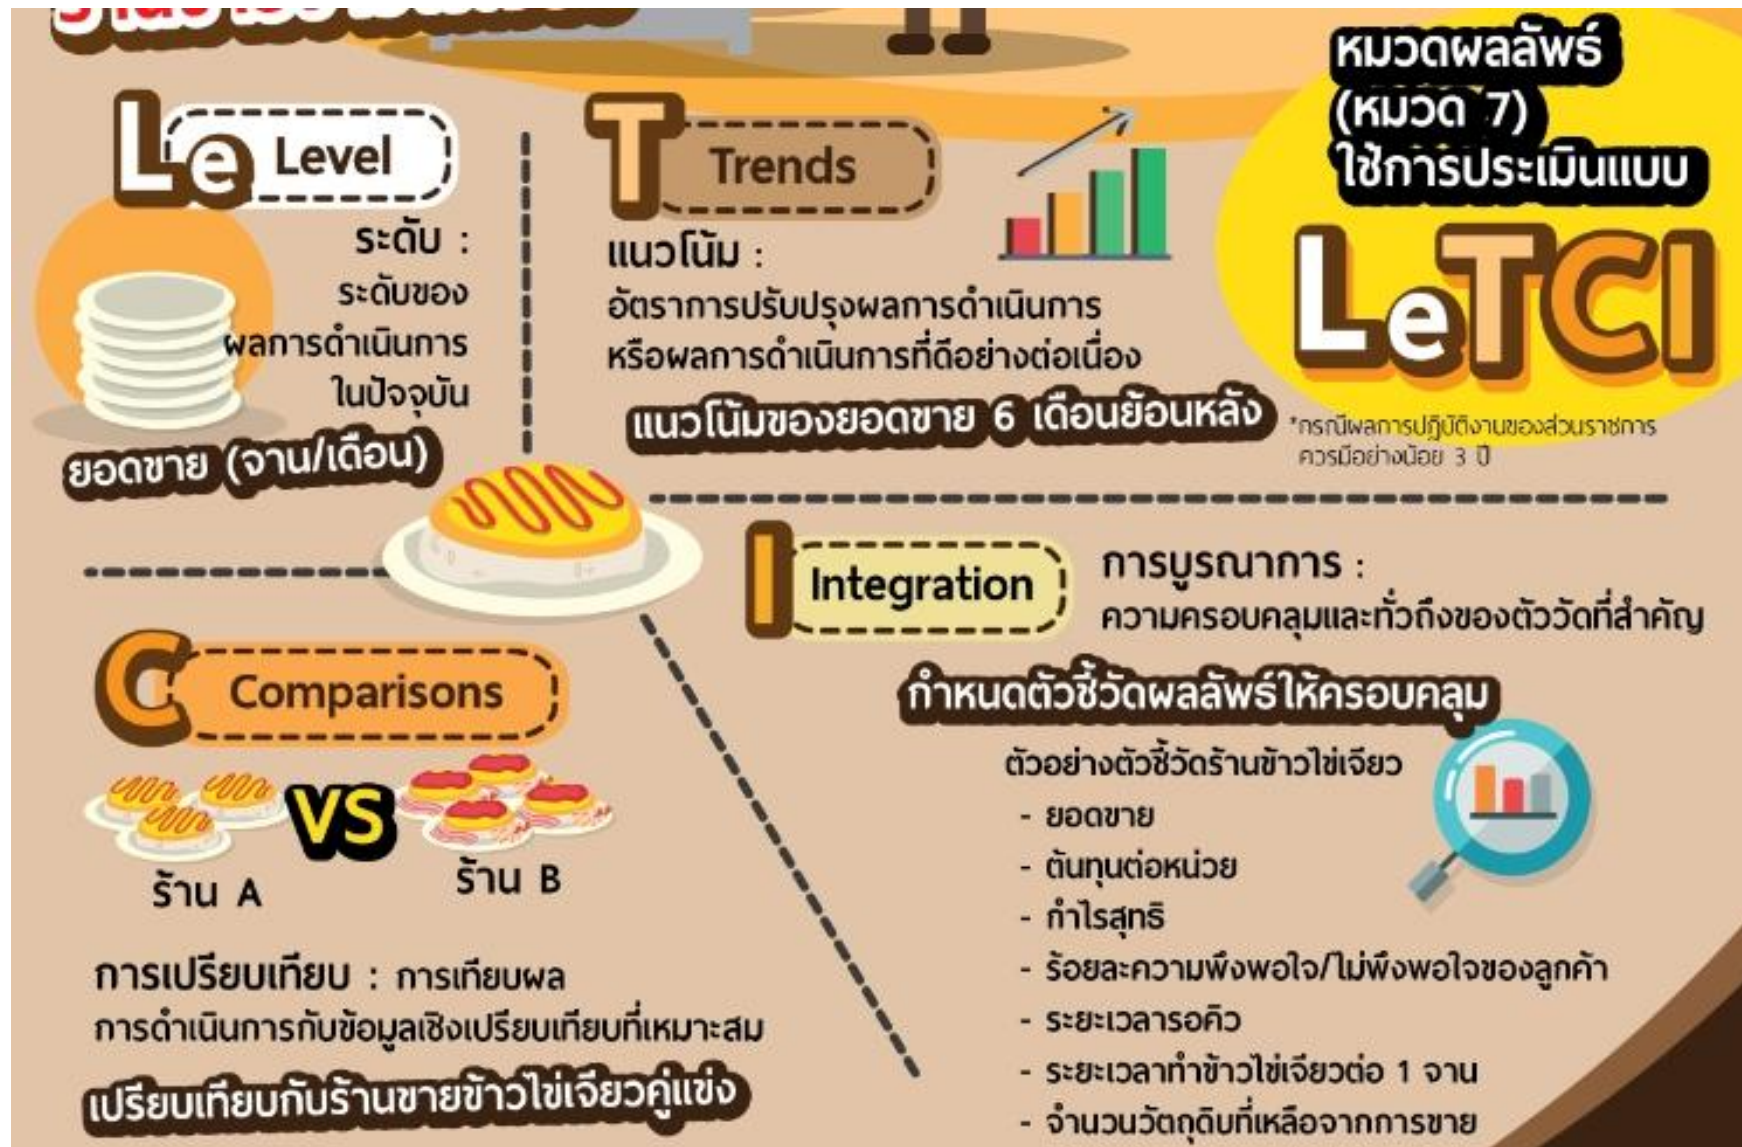 หมวดผลลัพธ์
(หมวด 7)
ใช้การประเมินแบบ
LeTCI
*กรณีผลการปฏิบัติงานของส่วนราชการ
ควรมีอย่างน้อย 3 ปี
Le Level
ระดับ :
ระดับของ
ผลการดำเนินการ
ในปัจจุบัน
ยอดขาย (จาน/เดือน)
T Trends
แนวโน้ม :
อัตราการปรับปรุงผลการดำเนินการ
หรือผลการดำเนินการที่ดีอย่างต่อเนื่อง
แนวโน้มของยอดขาย 6 เดือนย้อนหลัง
C Comparisons
VS
ร้าน A
ร้าน B
การเปรียบเทียบ : การเทียบผล
การดำเนินการกับข้อมูลเชิงเปรียบเทียบที่เหมาะสม
เปรียบเทียบกับร้านขายข้าวไข่เจียวคู่แข่ง
I Integration
การบูรณาการ :
ความครอบคลุมและทั่วถึงของตัววัดที่สำคัญ
กำหนดตัวชี้วัดผลลัพธ์ให้ครอบคลุม
ตัวอย่างตัวชี้วัดร้านข้าวไข่เจียว
- ยอดขาย
- ต้นทุนต่อหน่วย
- กำไรสุทธิ
- ร้อยละความพึงพอใจ/ไม่พึงพอใจของลูกค้า
- ระยะเวลารอคิว
- ระยะเวลาทำข้าวไข่เจียวต่อ 1 จาน
- จำนวนวัตถุดิบที่เหลือจากการขาย